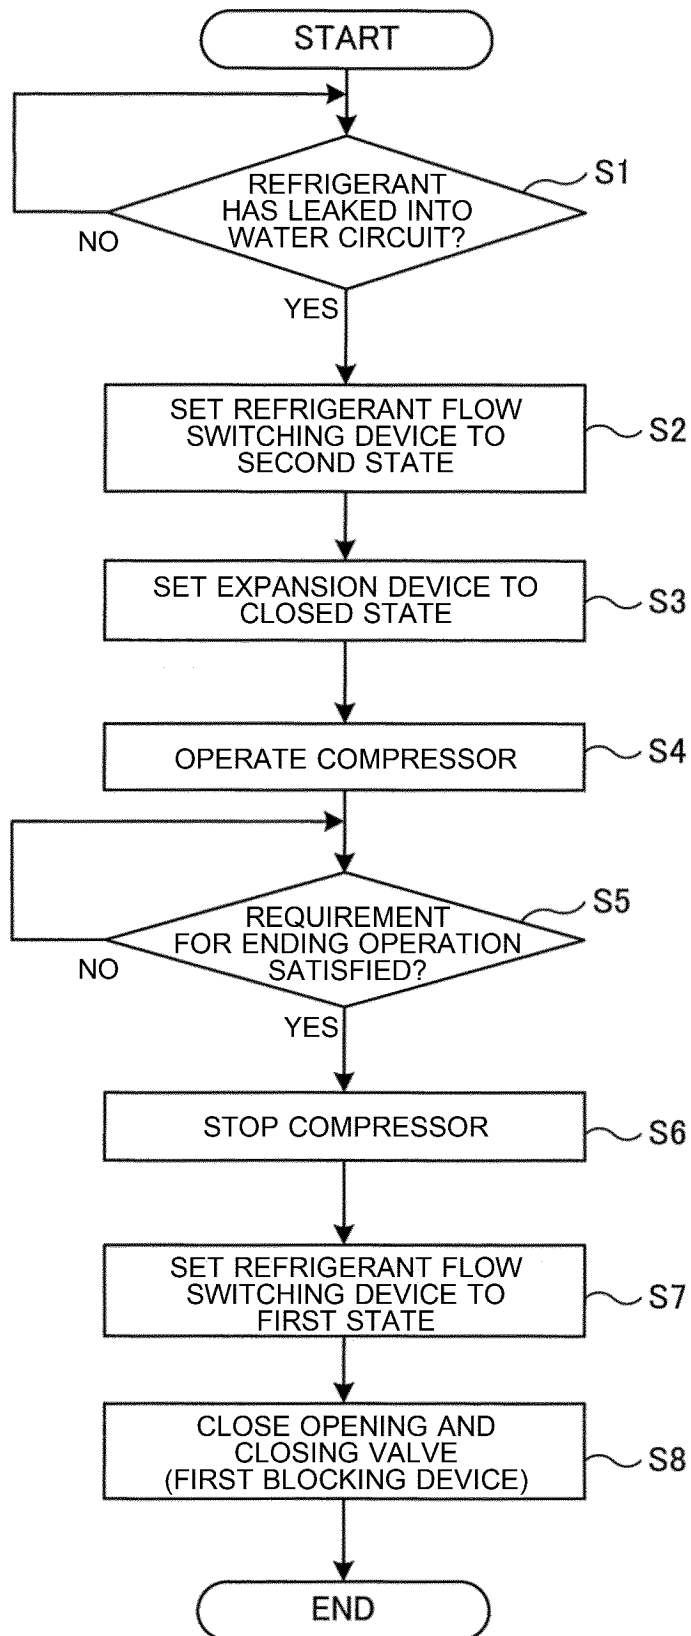 START
REFRIGERANT
HAS LEAKED INTO
WATER CIRCUIT?
S1
NO
YES
SET REFRIGERANT FLOW
SWITCHING DEVICE TO
SECOND STATE
S2
SET EXPANSION DEVICE TO
CLOSED STATE
S3
OPERATE COMPRESSOR
S4
REQUIREMENT
FOR ENDING OPERATION
SATISFIED?
S5
NO
YES
STOP COMPRESSOR
S6
SET REFRIGERANT FLOW
SWITCHING DEVICE TO
FIRST STATE
S7
CLOSE OPENING AND
CLOSING VALVE
(FIRST BLOCKING DEVICE)
S8
END